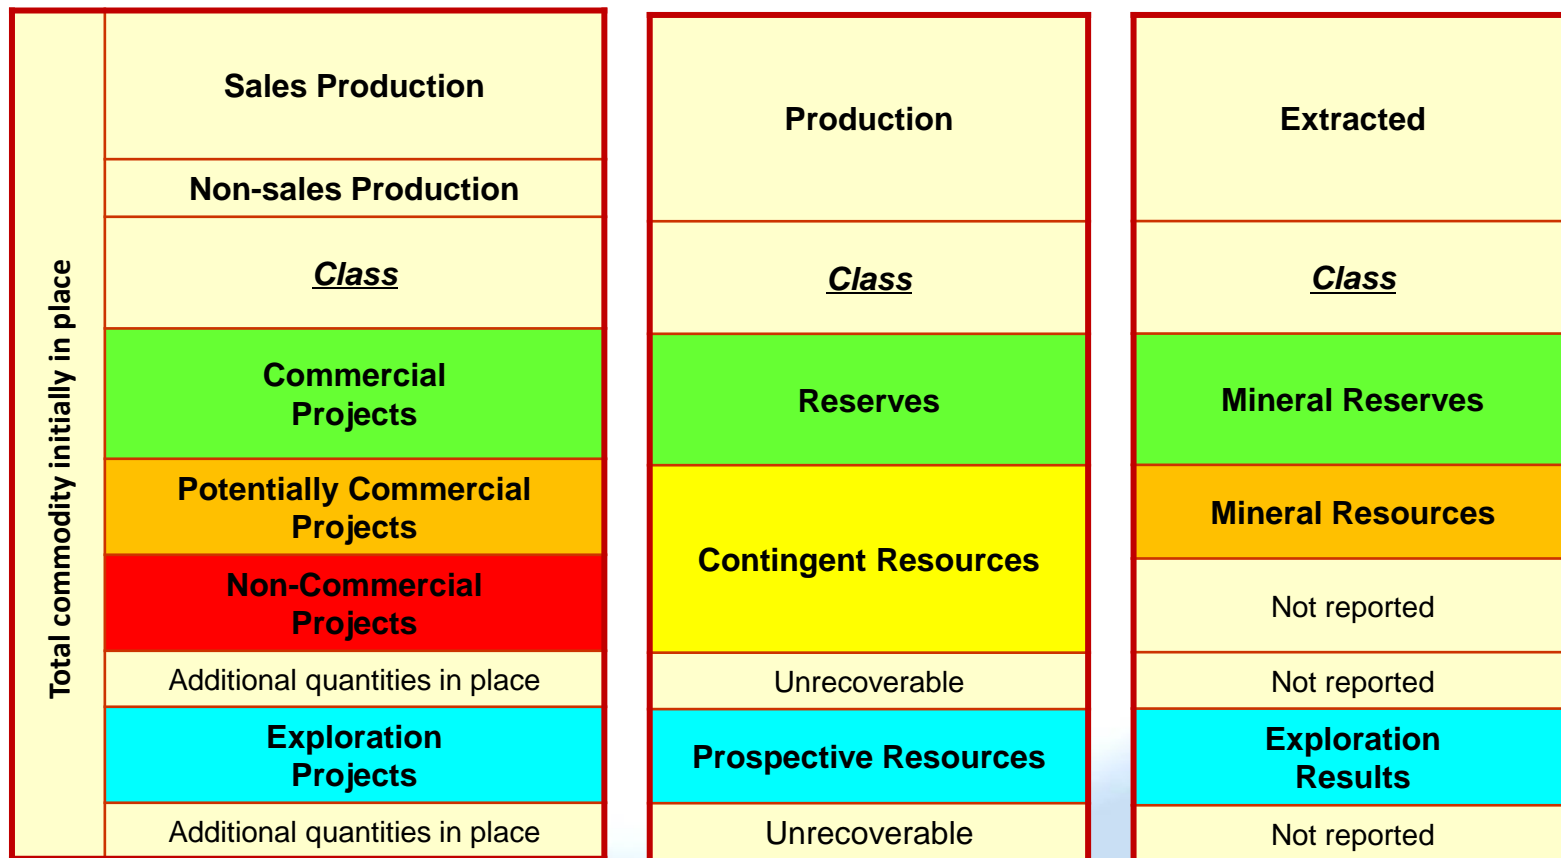 Total commodity initially in place
Sales Production
Non-sales Production
Class
Commercial
Projects
Potentially Commercial
Projects
Non-Commercial
Projects
Additional quantities in place
Exploration
Projects
Additional quantities in place
Production
Class
Reserves
Contingent Resources
Unrecoverable
Prospective Resources
Unrecoverable
Extracted
Class
Mineral Reserves
Mineral Resources
Not reported
Not reported
Exploration
Results
Not reported